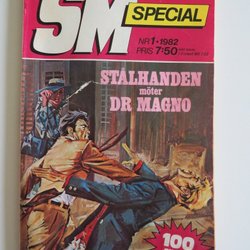 SM
SPECIAL
NR 1 • 1982
PRIS 7:50
STÅLHANDEN
möter
DR MAGNO
100